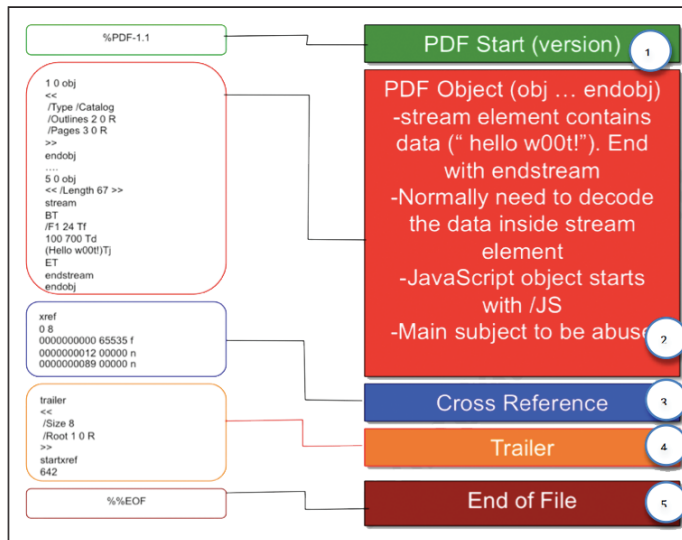 %PDF-1.1
PDF Start (version)
1
1 0 obj
<<
/Type /Catalog
/Outlines 2 0 R
/Pages 3 0 R
>>
endobj
....
5 0 obj
<< /Length 67 >>
stream
BT
/F1 24 Tf
100 700 Td
(Hello w00t!)Tj
ET
endstream
endobj
PDF Object (obj ... endobj)
-stream element contains
data (“ hello w00t!”). End
with endstream
-Normally need to decode
the data inside stream
element
-JavaScript object starts
with /JS
-Main subject to be abuse
2
xref
0 8
0000000000 65535 f
0000000012 00000 n
0000000089 00000 n
Cross Reference
3
trailer
<<
/Size 8
/Root 1 0 R
>>
startxref
642
Trailer
4
%%EOF
End of File
5